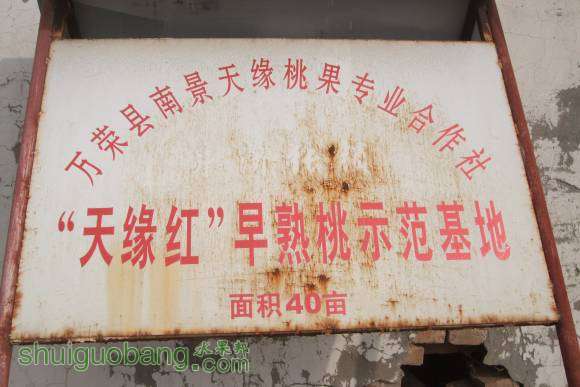 万荣县南景天缘桃果专业合作社
“天缘红”早熟桃示范基地
面积40亩
shuiguobang.com
水果邦